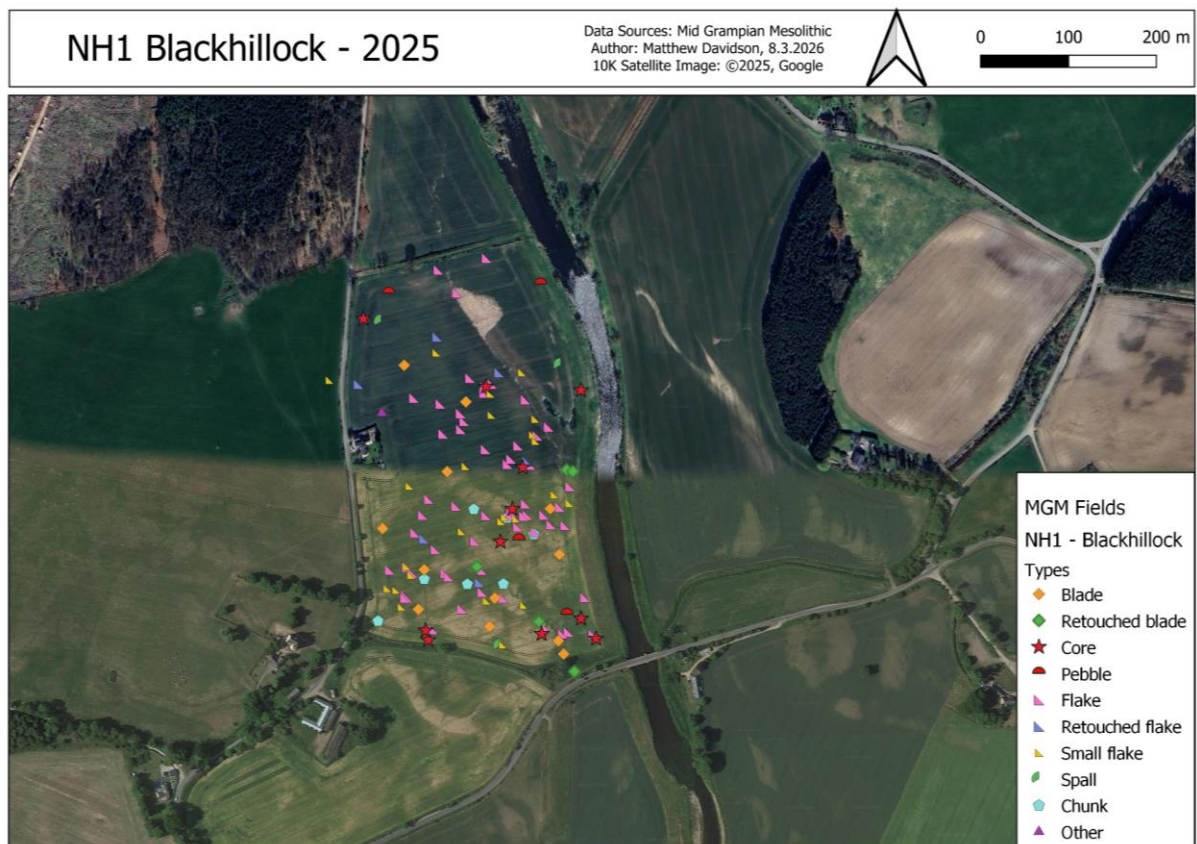 NH1 Blackhillock - 2025
Data Sources: Mid Grampian Mesolithic
Author: Matthew Davidson, 8.3.2026
10K Satellite Image: ©2025, Google
0 100 200 m
MGM Fields
NH1 - Blackhillock
Types
Blade
Retouched blade
Core
Pebble
Flake
Retouched flake
Small flake
Spall
Chunk
Other